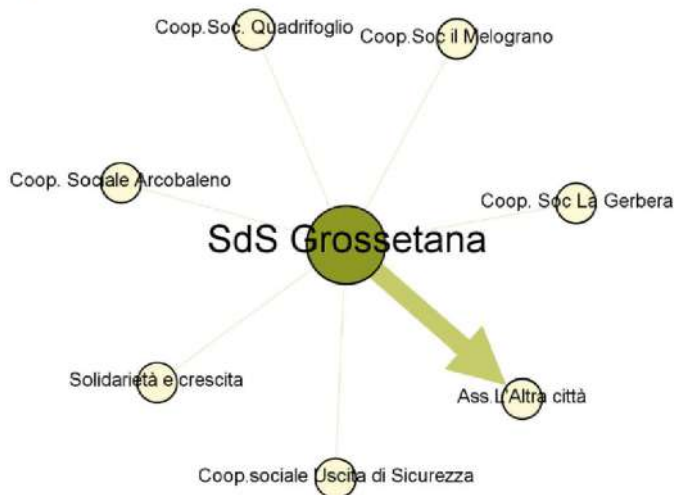 Coop.Soc. Quadrifoglio
Coop.Soc il Melograno
Coop. Sociale Arcobaleno
Coop. Soc La Gerbera
SdS Grossetana
Solidarietà e crescita
Ass.L'Altra città
Coop.sociale Uscita di Sicurezza